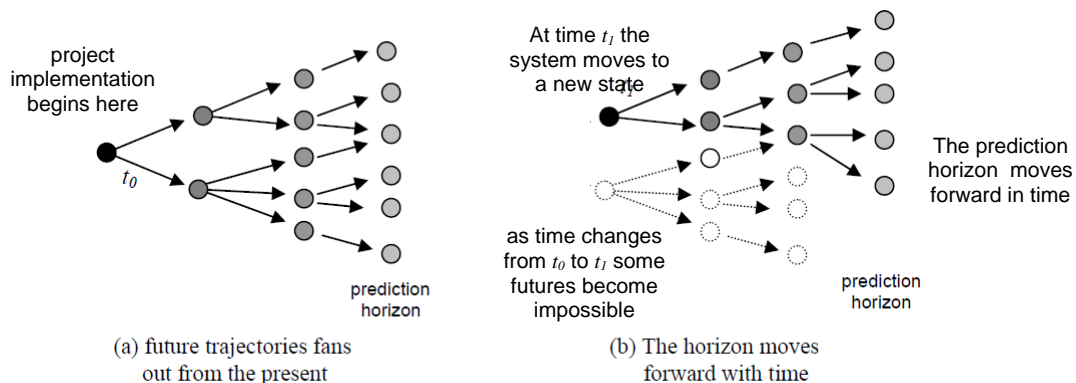 project
implementation
begins here
t0
prediction
horizon
(a) future trajectories fans
out from the present
At time t1 the
system moves to
a new state
t1
as time changes
from t0 to t1 some
futures become
impossible
The prediction
horizon moves
forward in time
prediction
horizon
(b) The horizon moves
forward with time